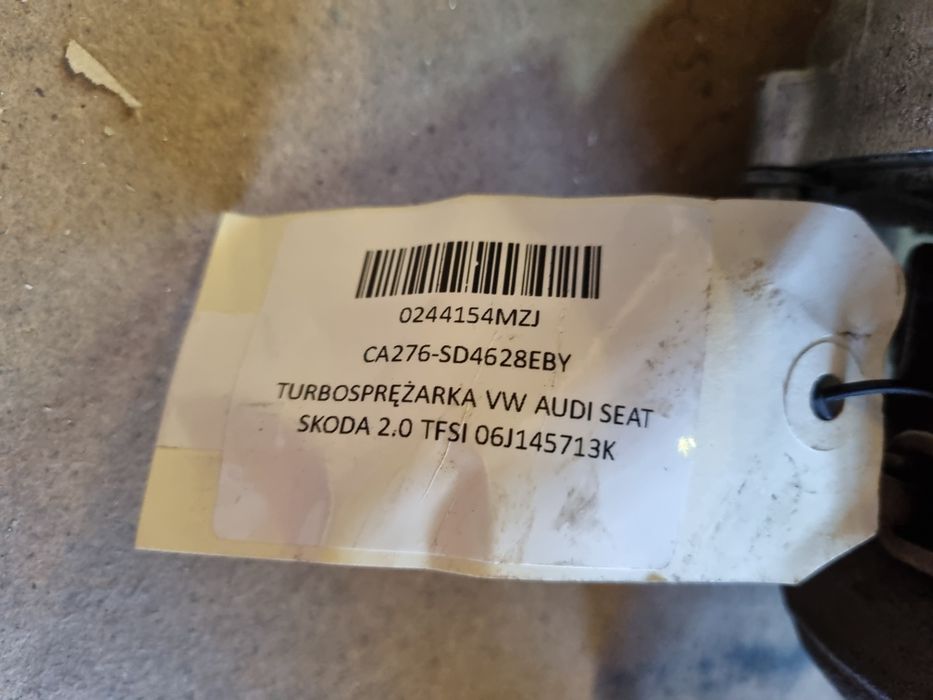 0244154MZJ
CA276-SD4628EBY
TURBOSPRĘŻARKA VW AUDI SEAT
SKODA 2.0 TFSI 06J145713K